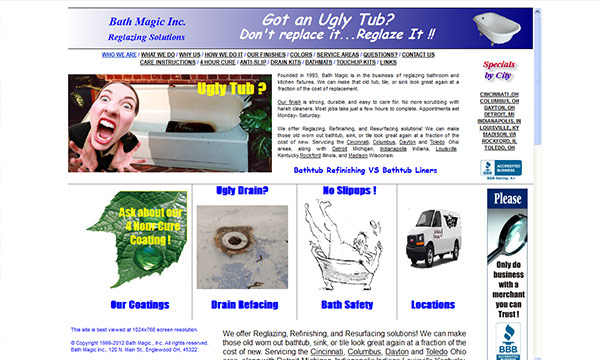 Bath Magic Inc.
Reglazing Solutions
Got an Ugly Tub?
Don't replace it...Reglaze It !!
WHO WE ARE / WHAT WE DO / WHY US / HOW WE DO IT / OUR FINISHES / COLORS / SERVICE AREAS / QUESTIONS? / CONTACT US
CARE INSTRUCTIONS / 4 HOUR CURE / ANTI-SLIP / DRAIN KITS / BATHMATS / TOUCHUP KITS / LINKS
Ugly Tub ?
Founded in 1993, Bath Magic is in the business of reglazing bathroom and
kitchen fixtures. We can make that old tub, tile, or sink look great again at a
fraction of the cost of replacement.
Our finish is strong, durable, and easy to care for. No more scrubbing with
harsh cleaners. Most jobs take just a few hours to complete. Appointments set
Monday- Saturday.
We offer Reglazing, Refinishing, and Resurfacing solutions! We can make
those old worn out bathtub, sink, or tile look great again at a fraction of the
cost of new. Servicing the Cincinnati, Columbus, Dayton and Toledo Ohio
areas, along with Detroit Michigan, Indianapolis Indiana, Louisville
Kentucky,Rockford Illinois, and Madison Wisconsin.
Bathtub Refinishing VS Bathtub Liners
Specials
by City
CINCINNATI ,OH
COLUMBUS, OH
DAYTON, OH
DETROIT, MI
INDIANAPOLIS, IN
LOUISVILLE, KY
MADISON, WI
ROCKFORD, IL
TOLEDO, OH
BBB
ACCREDITED
BUSINESS
BBB Rating: A+
Ask about our
4 Hour Cure
Coating !
Our Coatings
Ugly Drain?
Drain Refacing
No Slipups !
Bath Safety
Locations
Please
Only do
business
with a
merchant
you can
Trust !
BBB
This site is best viewed at 1024x768 screen resolution.
© Copyright 1999-2012 Bath Magic , Inc. All rights reserved.
Bath Magic Inc., 120 N. Main St., Englewood OH, 45322
We offer Reglazing, Refinishing, and Resurfacing solutions! We can make
those old worn out bathtub, sink, or tile look great again at a fraction of the
cost of new. Servicing the Cincinnati, Columbus, Dayton and Toledo Ohio
area, along with Detroit Michigan, Indianapolis Indiana, Louisville Kentucky,